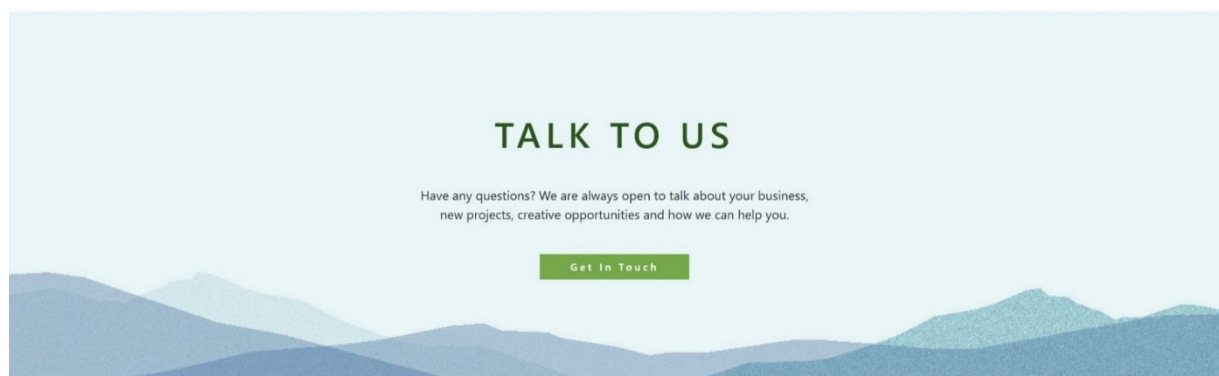 TALK TO US
Have any questions? We are always open to talk about your business,
new projects, creative opportunities and how we can help you.
Get In Touch